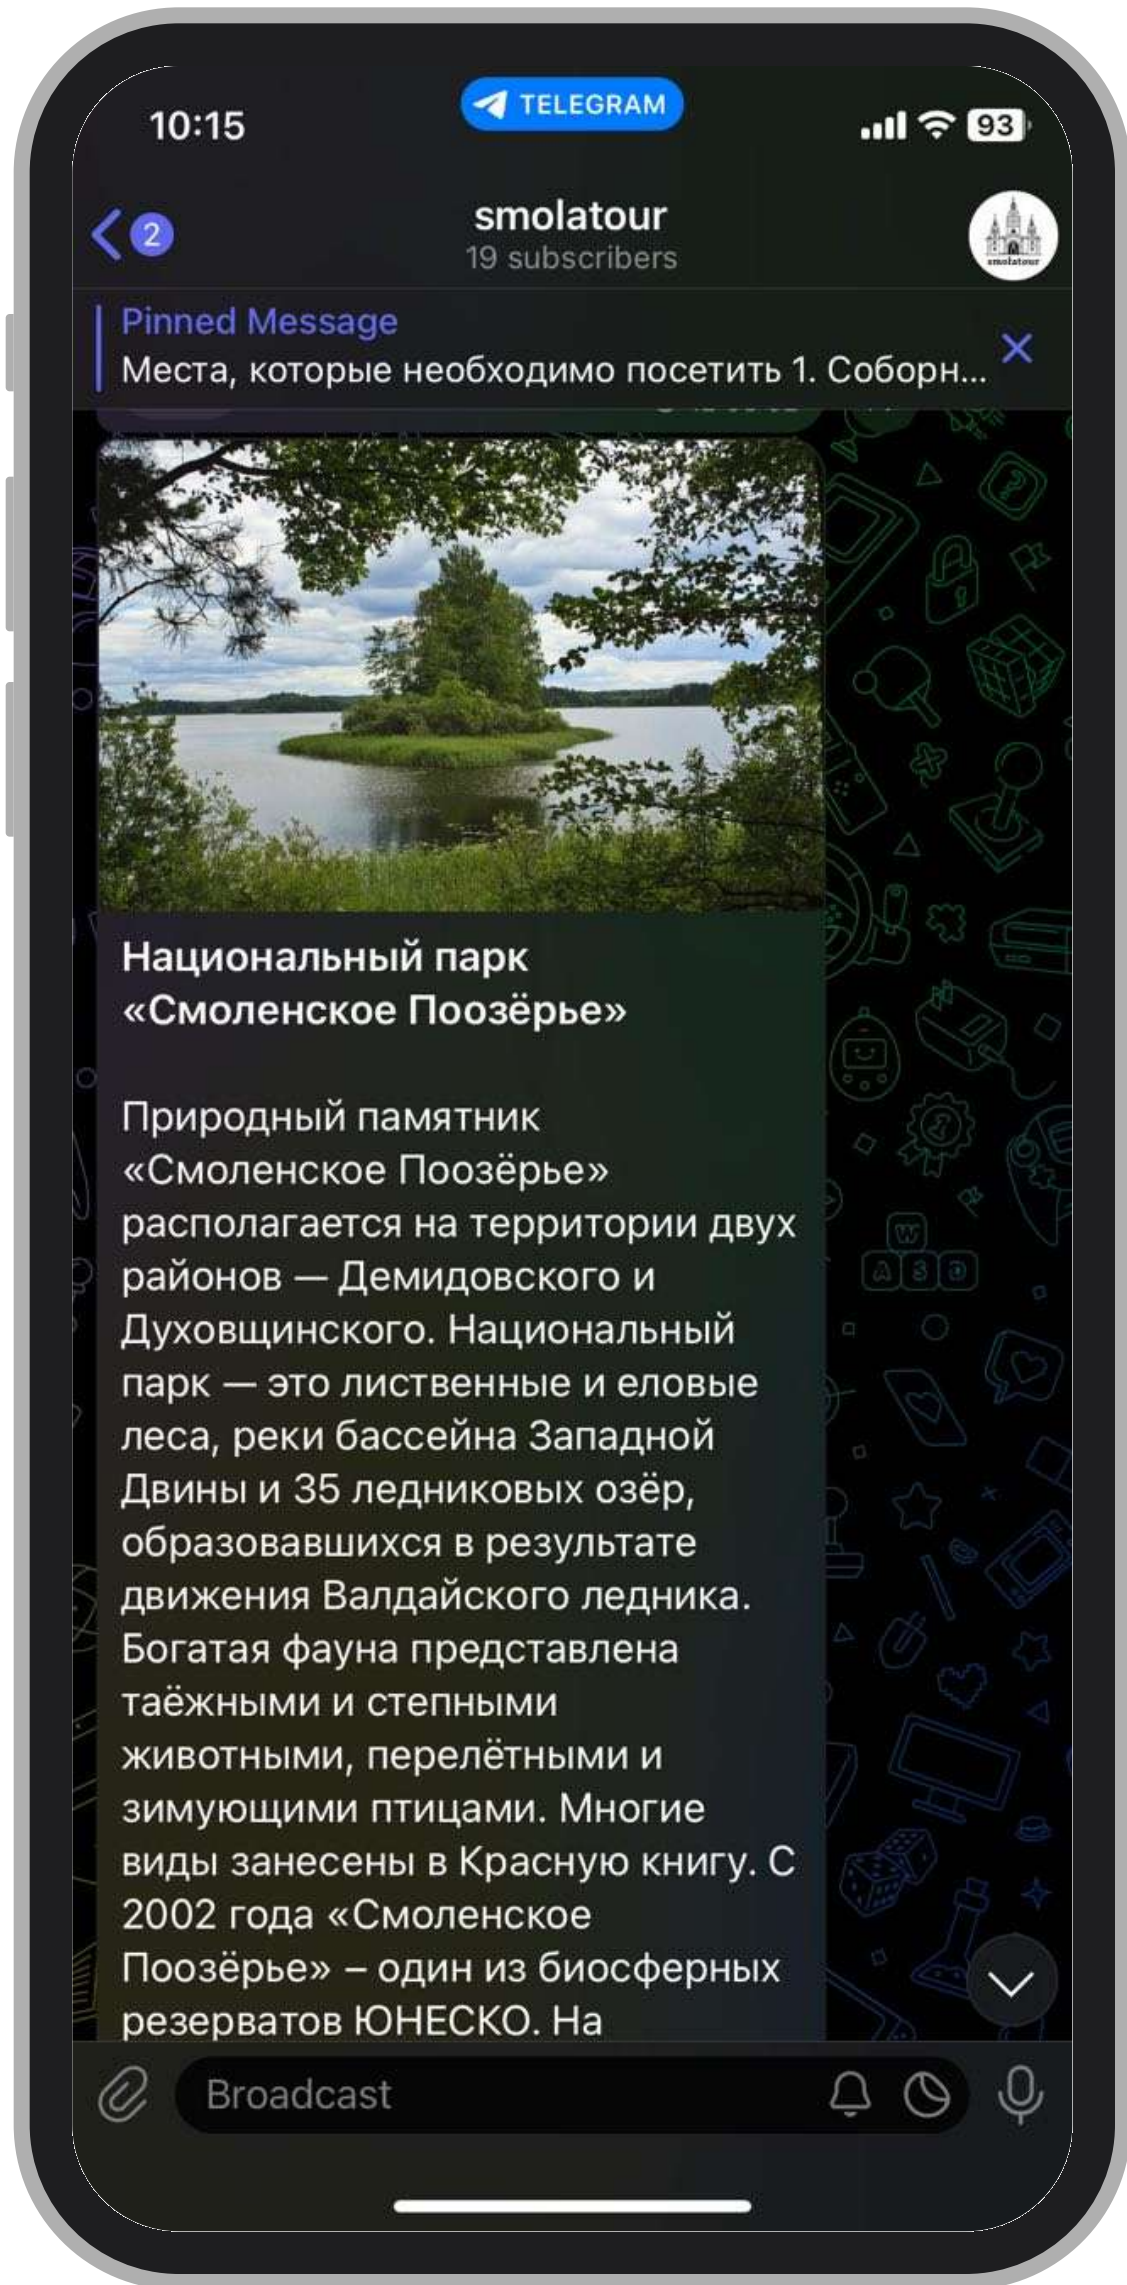 10:15
TELEGRAM
93
2
smolatour
19 subscribers
smolatour
Pinned Message
Места, которые необходимо посетить 1. Соборн...
Национальный парк
«Смоленское Поозёрье»
Природный памятник
«Смоленское Поозёрье»
располагается на территории двух
районов — Демидовского и
Духовщинского. Национальный
парк — это лиственные и еловые
леса, реки бассейна Западной
Двины и 35 ледниковых озёр,
образовавшихся в результате
движения Валдайского ледника.
Богатая фауна представлена
таёжными и степными
животными, перелётными и
зимующими птицами. Многие
виды занесены в Красную книгу. С
2002 года «Смоленское
Поозёрье» – один из биосферных
резерватов ЮНЕСКО. На
W
A S D
Broadcast